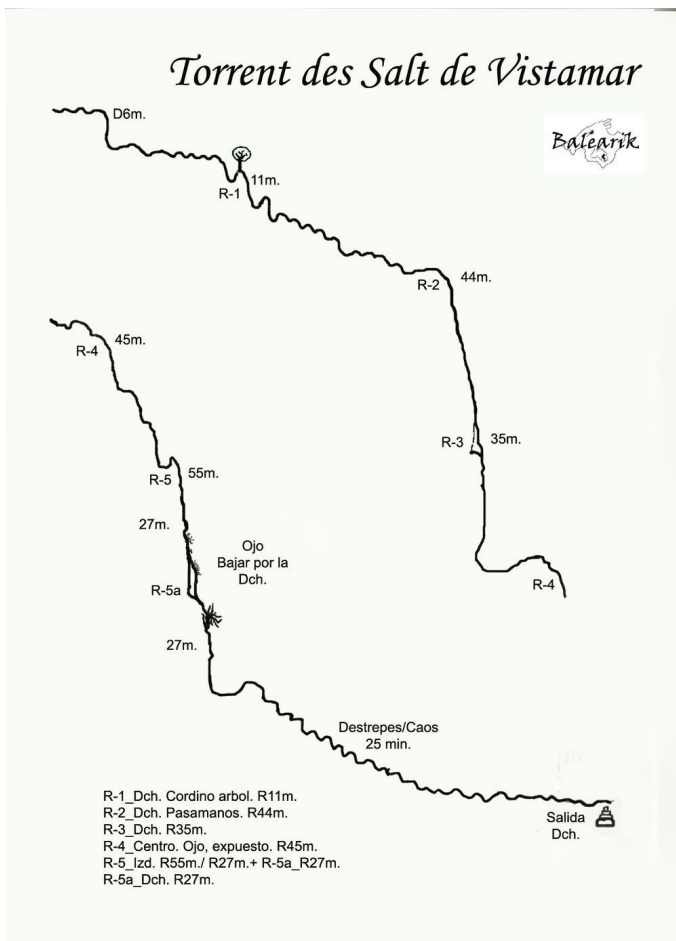 Torrent des Salt de Vistamar
Balearik
D6m.
R-1
11m.
R-2
44m.
R-3
35m.
R-4
R-4
45m.
R-5
55m.
27m.
Ojo
Bajar por la
Dch.
R-5a
27m.
Destrepes/Caos
25 min.
Salida
Dch.
R-1_Dch. Cordino arbol. R11m.
R-2_Dch. Pasamanos. R44m.
R-3_Dch. R35m.
R-4_Centro. Ojo, expuesto. R45m.
R-5_Izd. R55m./ R27m.+ R-5a_R27m.
R-5a_Dch. R27m.